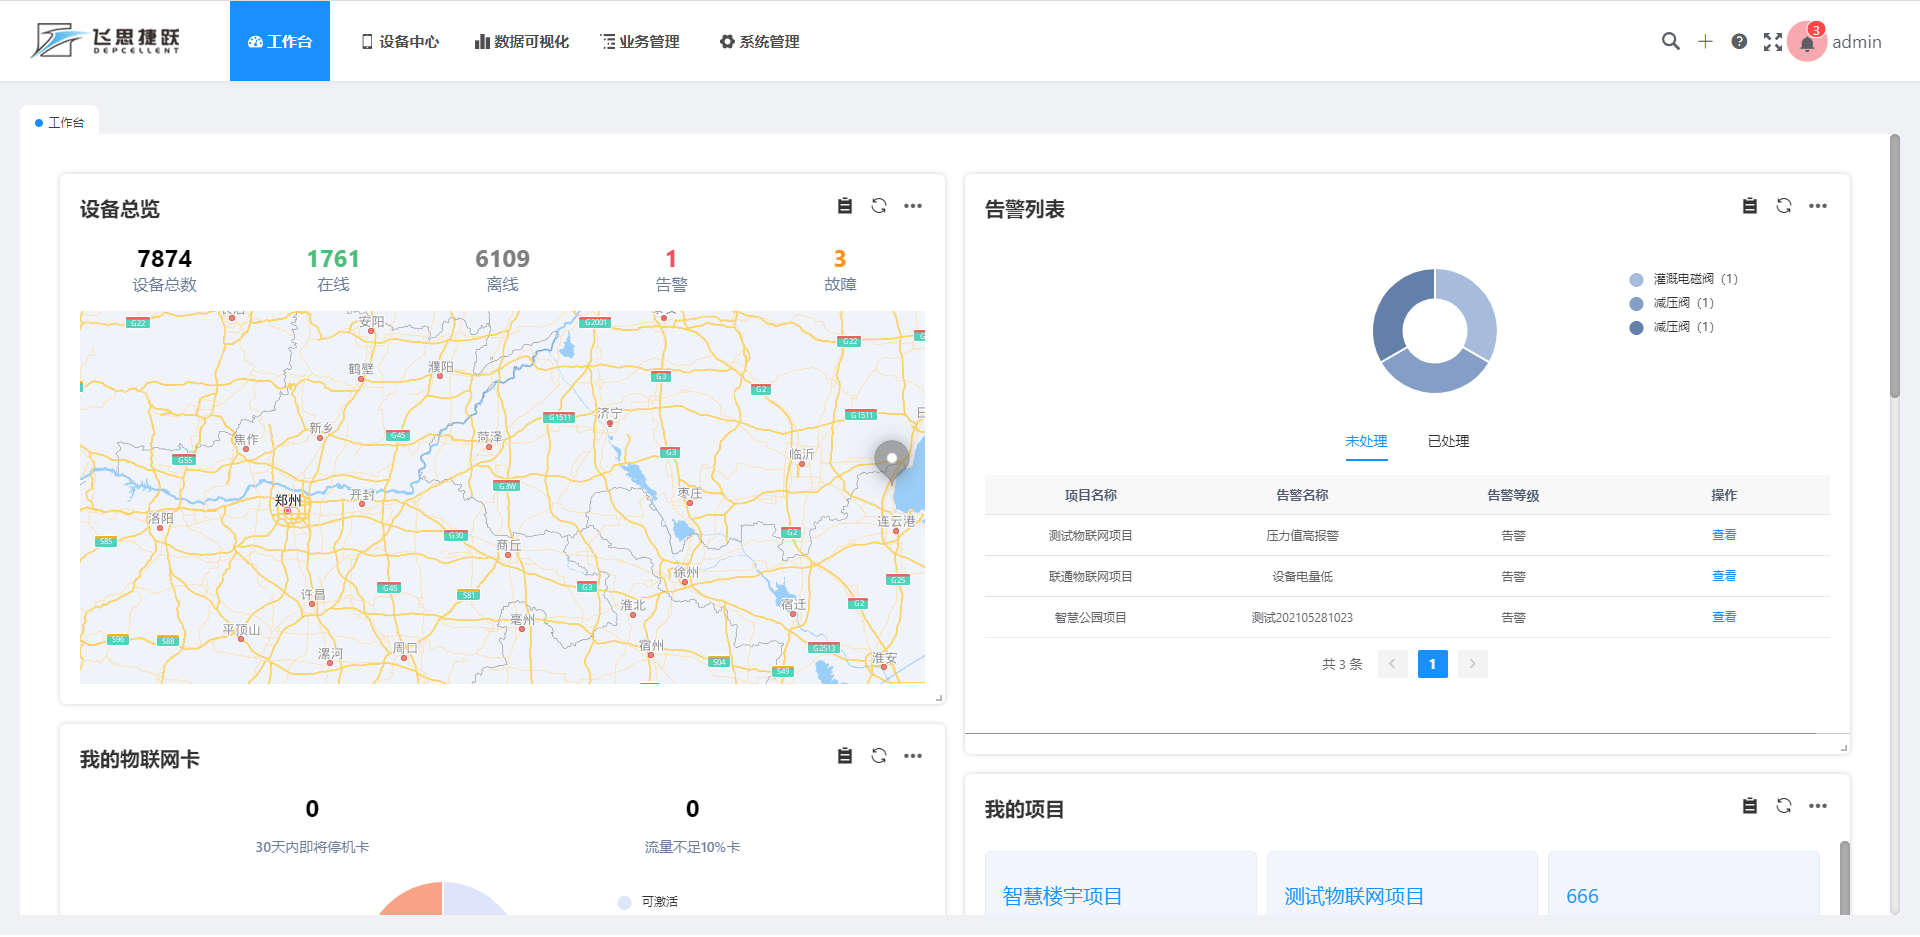 飞思捷跃
DEPCELLENT
工作台
设备中心
数据可视化
业务管理
系统管理
3
admin
工作台
设备总览
7874
1761
6109
1
3
设备总数
在线
离线
告警
故障
G22
安阳
G2001
G22
鹤壁
濮阳
G3
G2
济宁
G1511
G1511
新乡
G45
菏泽
焦作
G55
G3
临沂
郑州
开封
G3W
枣庄
洛阳
连云港
S85
G30
商丘
G2
徐州
G25
许昌
G45
S81
G3
淮北
宿迁
G2
亳州
平顶山
S96
S88
漯河
周口
宿州
S04
G2513
淮安
S49
告警列表
灌溉电磁阀（1）
减压阀（1）
减压阀（1）
未处理
已处理
项目名称
告警名称
告警等级
操作
测试物联网项目
压力值高报警
告警
查看
联通物联网项目
设备电量低
告警
查看
智慧公园项目
测试202105281023
告警
查看
共 3 条
1
我的物联网卡
0
0
30天内即将停机卡
流量不足10%卡
可激活
我的项目
智慧楼宇项目
测试物联网项目
666